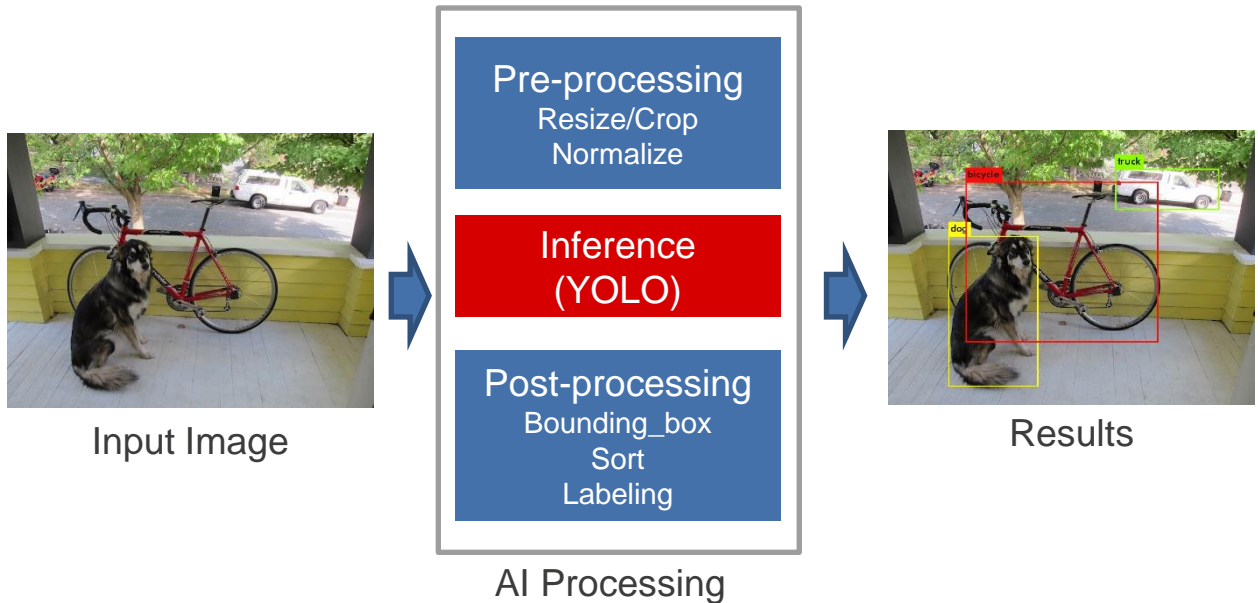 Pre-processing
Resize/Crop
Normalize
Inference
(YOLO)
Post-processing
Bounding_box
Sort
Labeling
Input Image
AI Processing
truck
bicycle
dog
Results